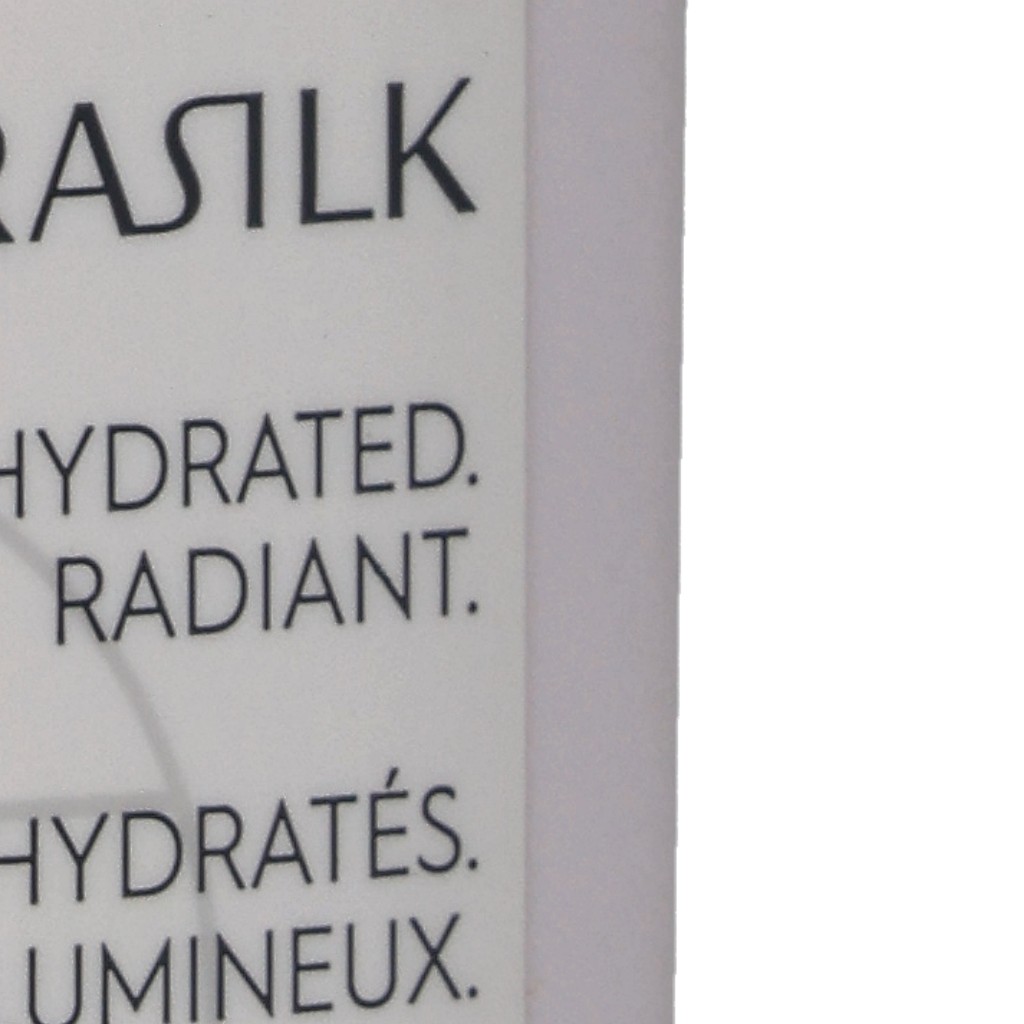 RASILK
HYDRATED.
RADIANT.
HYDRATÉS.
UMINEUX.